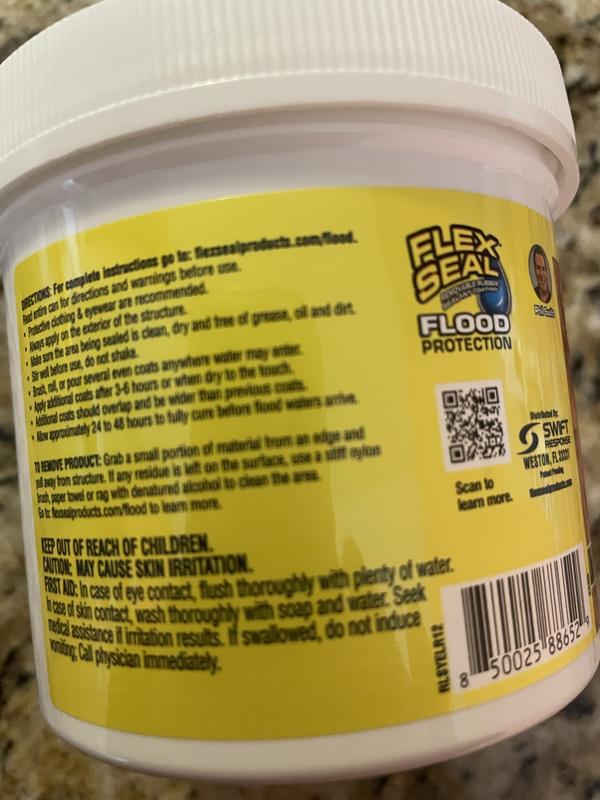 DIRECTIONS: For complete instructions go to: flexsealproducts.com/flood.
Read entire can for directions and warnings before use.
• Protective clothing & eyewear are recommended.
• Always apply on the exterior of the structure.
• Make sure the area being sealed is clean, dry and free of grease, oil and dirt.
• Stir well before use, do not shake.
• Brush, roll, or pour several even coats anywhere water may enter.
• Apply additional coats after 3-6 hours or when dry to the touch.
• Additional coats should overlap and be wider than previous coats.
• Allow approximately 24 to 48 hours to fully cure before flood waters arrive.
TO REMOVE PRODUCT: Grab a small portion of material from an edge and
pull away from structure. If any residue is left on the surface, use a stiff nylon
brush, paper towel or rag with denatured alcohol to clean the area.
Go to: flexsealproducts.com/flood to learn more.
KEEP OUT OF REACH OF CHILDREN.
CAUTION: MAY CAUSE SKIN IRRITATION.
FIRST AID: In case of eye contact, flush thoroughly with plenty of water.
In case of skin contact, wash thoroughly with soap and water. Seek
medical assistance if irritation results. If swallowed, do not induce
vomiting; Call physician immediately.
FLEX
SEAL
REMOVABLE RUBBER
SEALANT COATING
FLOOD
PROTECTION
Scan to
learn more.
Distributed By:
SWIFT
RESPONSE
WESTON, FL 33331
Patent Pending
flexsealproducts.com
RLSYELR12
8 50025 88652